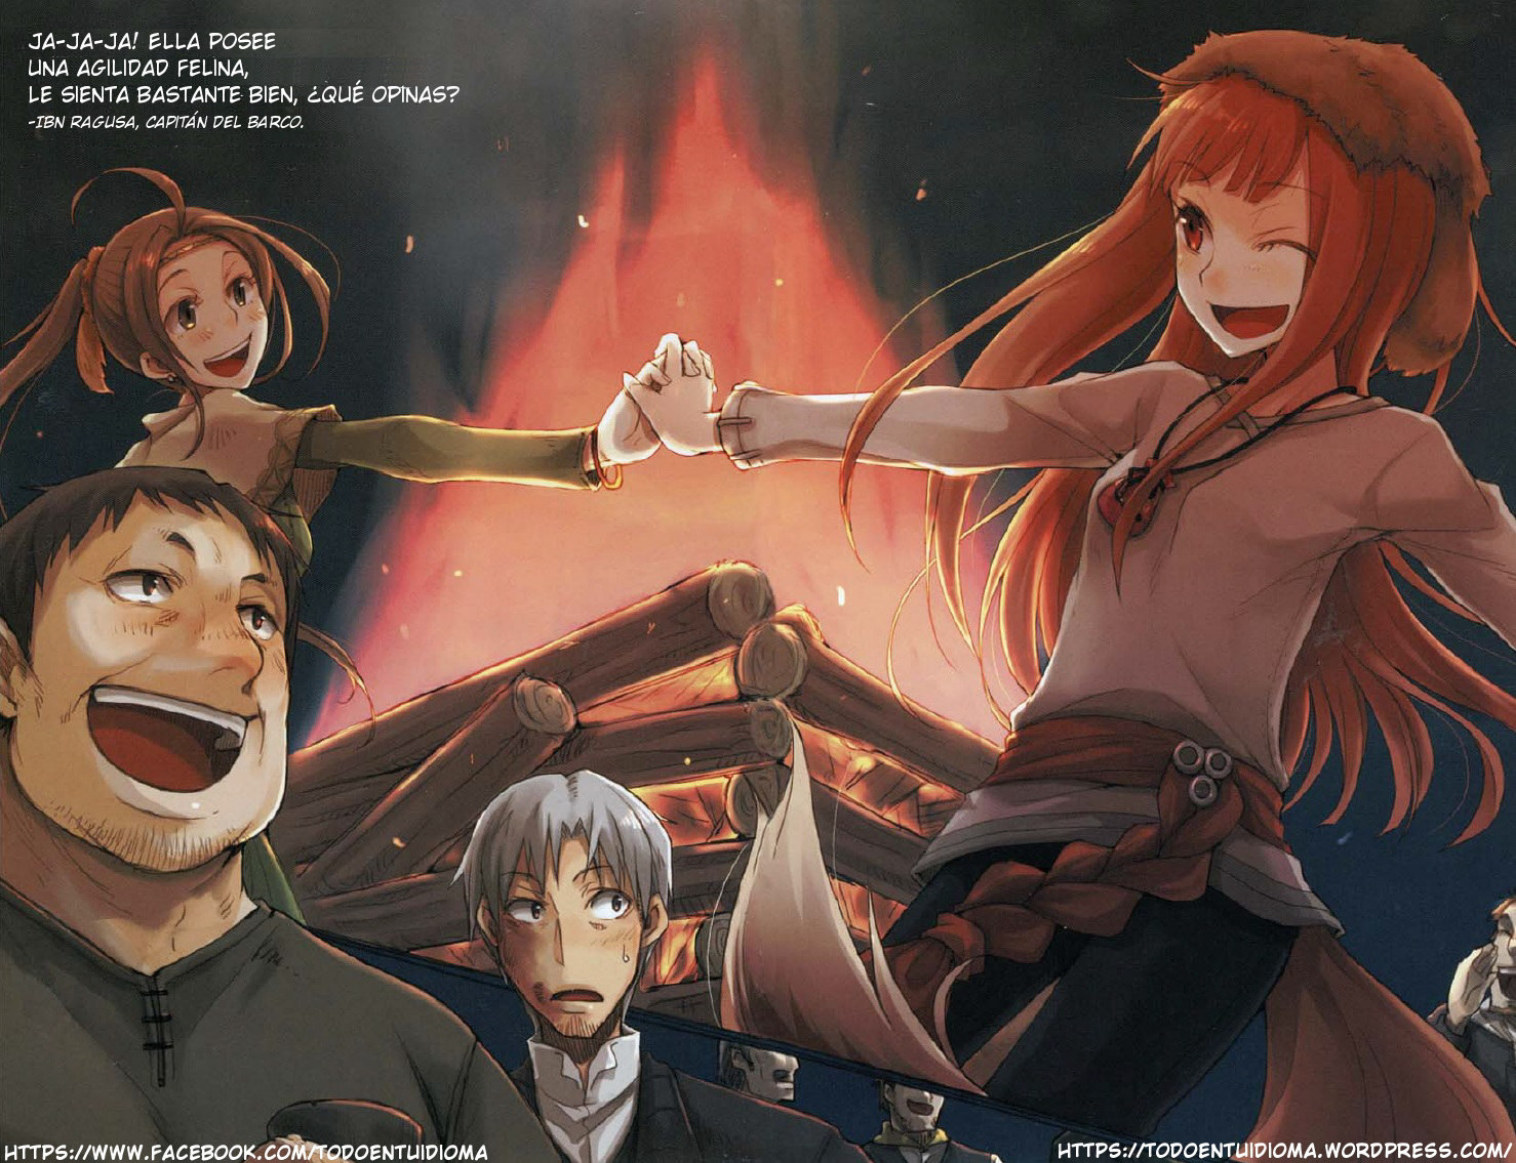 JA-JA-JA! ELLA POSEE
UNA AGILIDAD FELINA,
LE SIENTA BASTANTE BIEN, ¿QUÉ OPINAS?
-IBN RAGUSA, CAPITÁN DEL BARCO.
HTTPS://WWW.FACEBOOK.COM/TODOENTUIDIOMA
HTTPS://TODOENTUIDIOMA.WORDPRESS.COM/